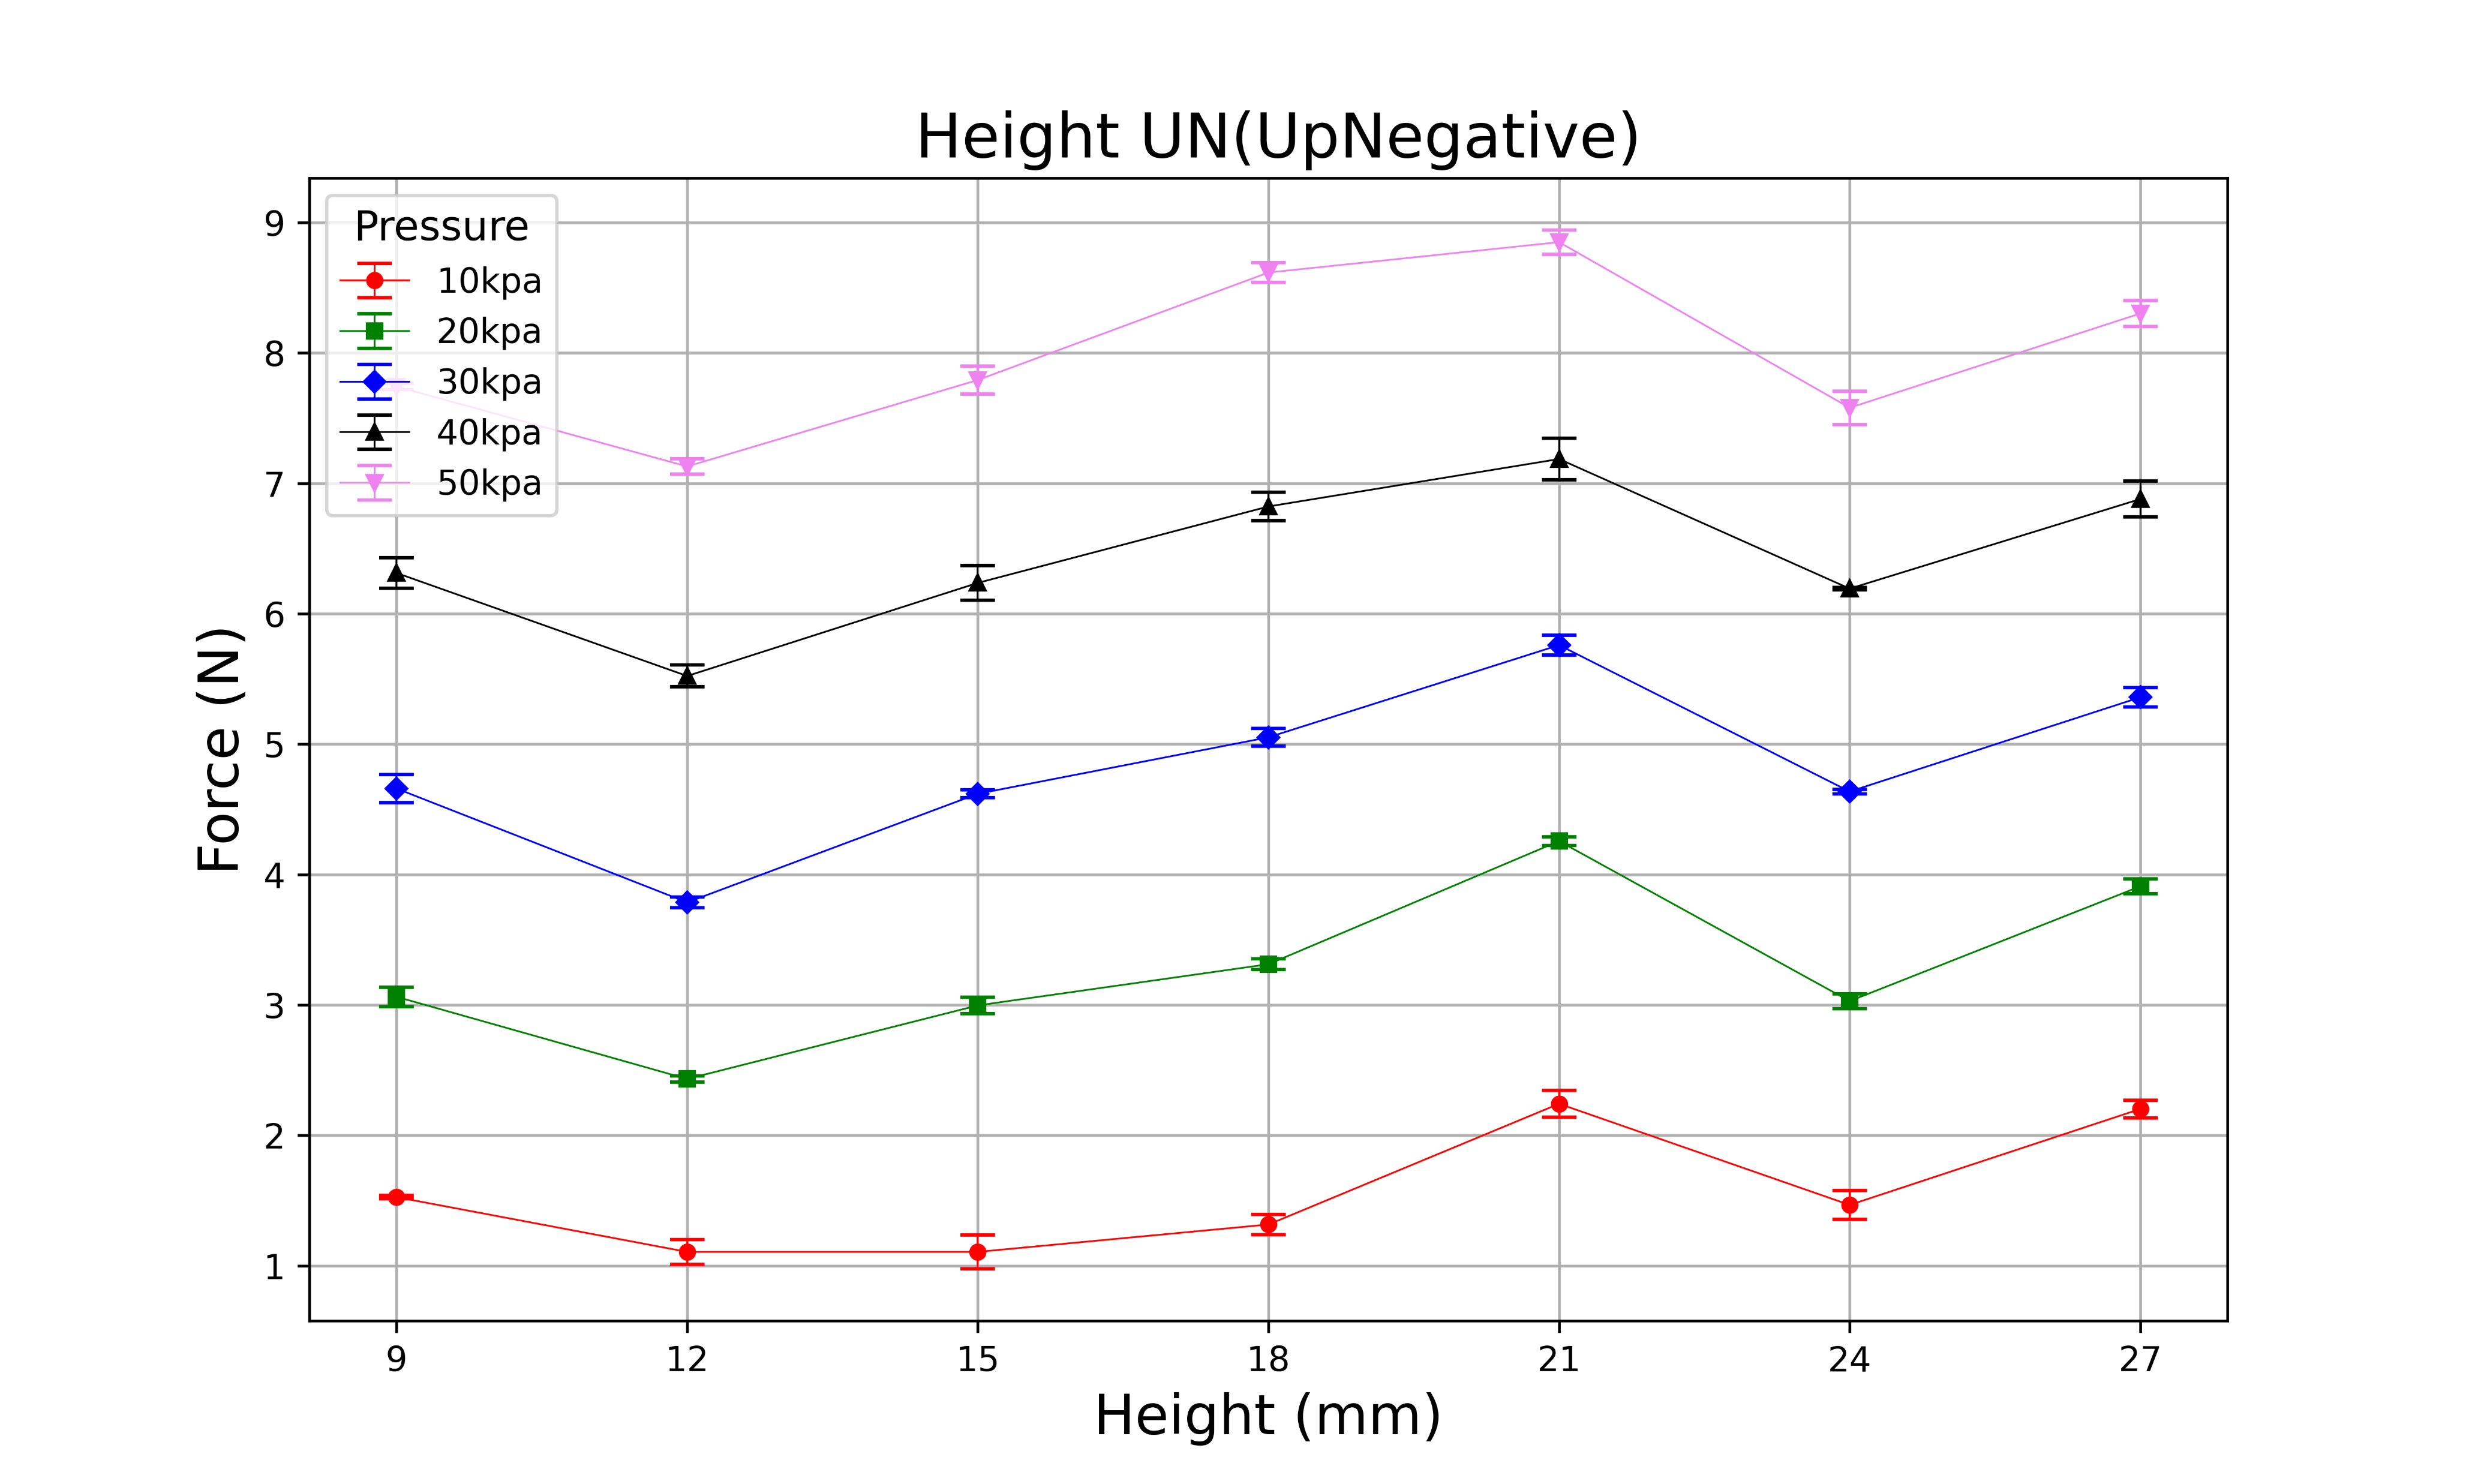 Height UN(UpNegative)
Pressure
10kpa
20kpa
30kpa
40kpa
50kpa
9
8
7
6
5
4
3
2
1
Force (N)
9 12 15 18 21 24 27
Height (mm)